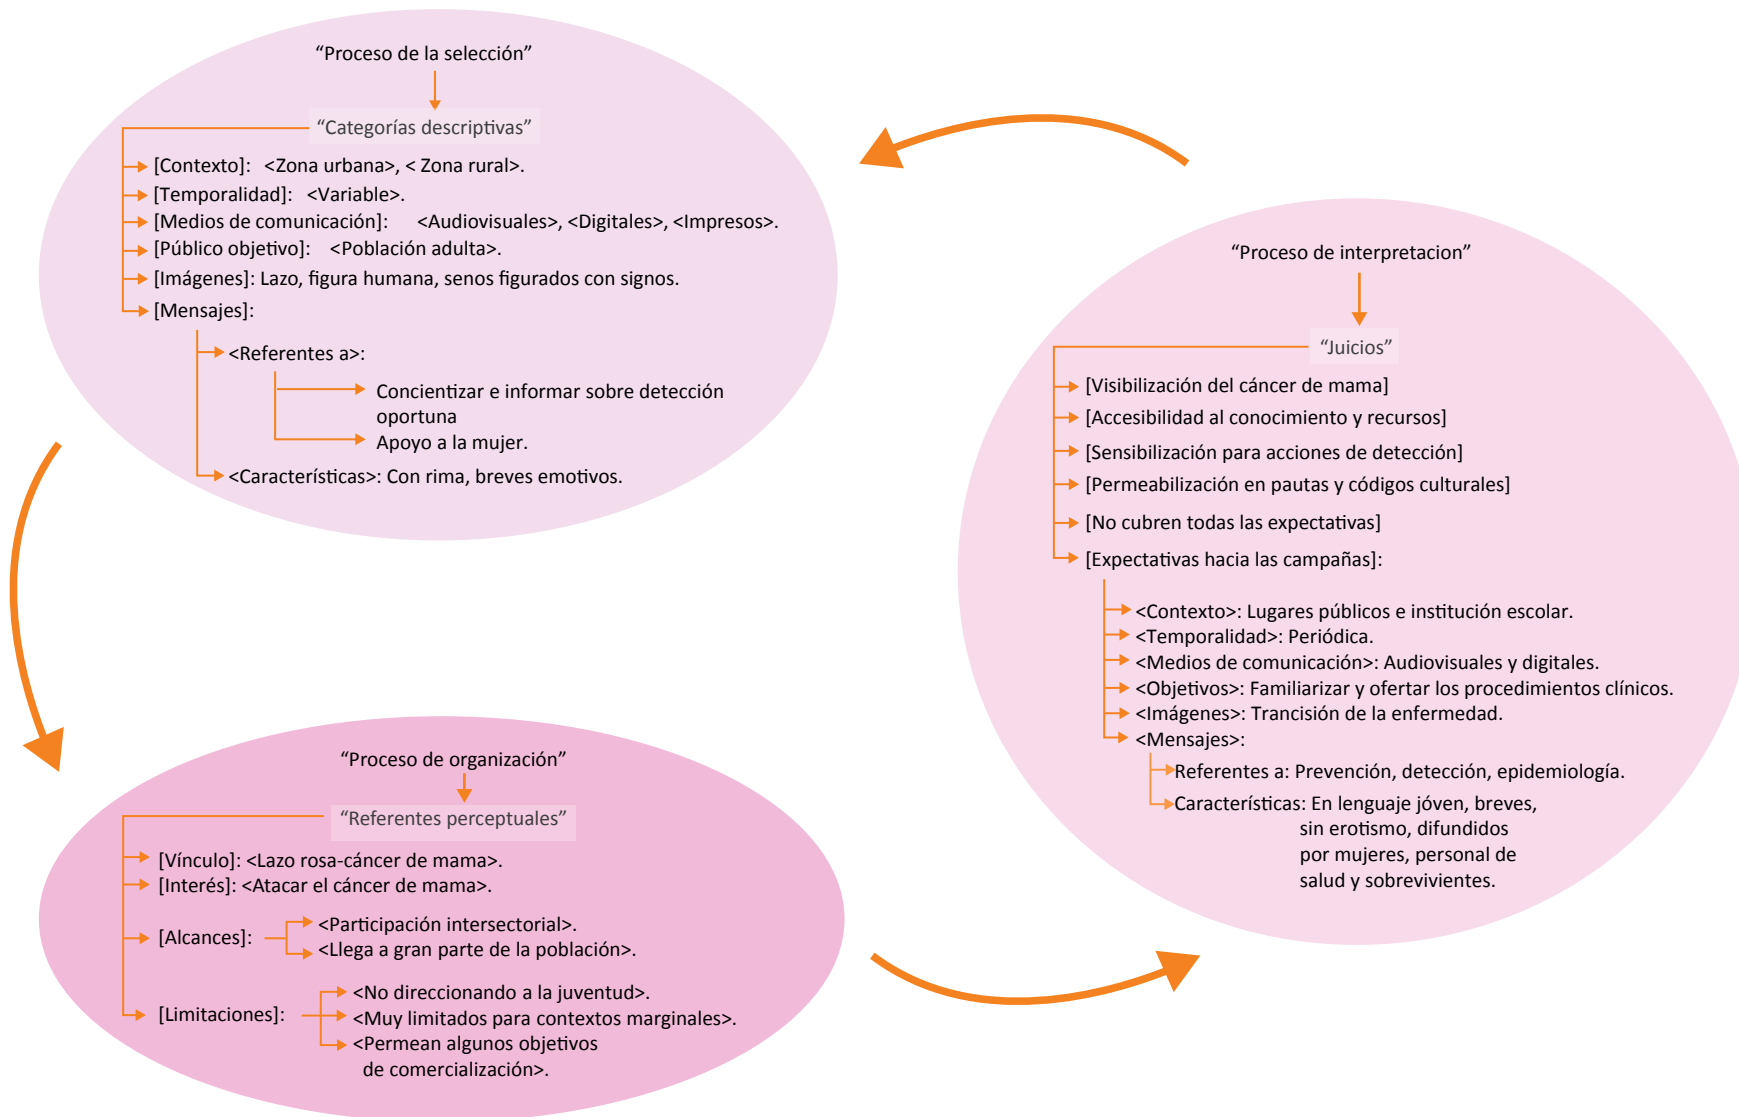 “Proceso de la selección”
“Categorías descriptivas”
[Contexto]: <Zona urbana>, < Zona rural>.
[Temporalidad]: <Variable>.
[Medios de comunicación]: <Audiovisuales>, <Digitales>, <Impresos>.
[Público objetivo]: <Población adulta>.
[Imágenes]: Lazo, figura humana, senos figurados con signos.
[Mensajes]:
<Referentes a>:
Concientizar e informar sobre detección
oportuna
Apoyo a la mujer.
<Característícas>: Con rima, breves emotivos.
“Proceso de organización”
“Referentes perceptuales”
[Vínculo]: <Lazo rosa-cáncer de mama>.
[Interés]: <Atacar el cáncer de mama>.
[Alcances]:
<Participación intersectorial>.
<Llega a gran parte de la población>.
[Limitaciones]:
<No direccionando a la juventud>.
<Muy limitados para contextos marginales>.
<Permean algunos objetivos
de comercialización>.
“Proceso de interpretacion”
“Juicios”
[Visibilización del cáncer de mama]
[Accesibilidad al conocimiento y recursos]
[Sensibilización para acciones de detección]
[Permeabilización en pautas y códigos culturales]
[No cubren todas las expectativas]
[Expectativas hacia las campañas]:
<Contexto>: Lugares públicos e institución escolar.
<Temporalidad>: Periódica.
<Medios de comunicación>: Audiovisuales y digitales.
<Objetivos>: Familiarizar y ofertar los procedimientos clínicos.
<Imágenes>: Trancisión de la enfermedad.
<Mensajes>:
Referentes a: Prevención, detección, epidemiología.
Característícas: En lenguaje jóven, breves,
sin erotismo, difundidos
por mujeres, personal de
salud y sobrevivientes.